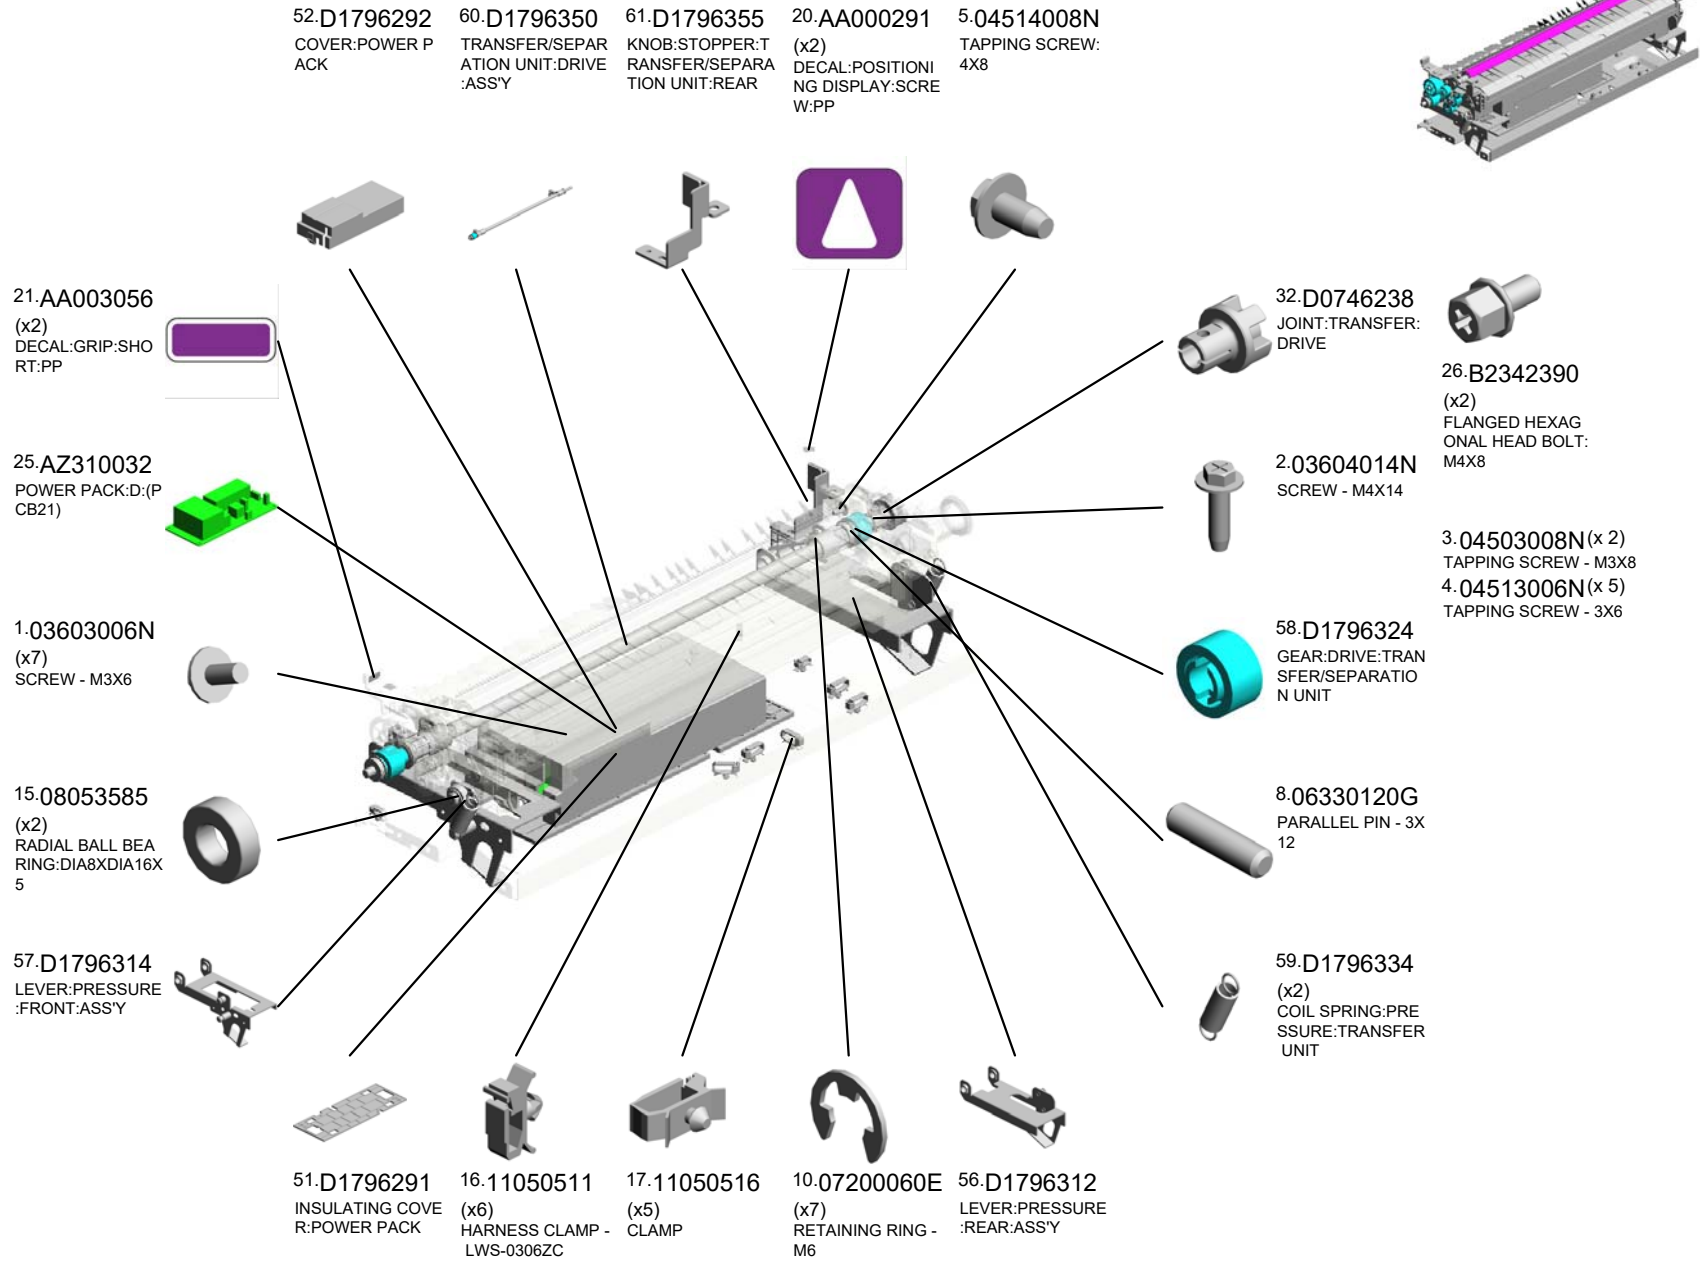 52.D1796292
COVER:POWER P
ACK
60.D1796350
TRANSFER/SEPAR
ATION UNIT:DRIVE
:ASS'Y
61.D1796355
KNOB:STOPPER:T
RANSFER/SEPARA
TION UNIT:REAR
20.AA000291
(x2)
DECAL:POSITIONI
NG DISPLAY:SCRE
W:PP
5.04514008N
TAPPING SCREW:
4X8
21.AA003056
(x2)
DECAL:GRIP:SHO
RT:PP
32.D0746238
JOINT:TRANSFER:
DRIVE
26.B2342390
(x2)
FLANGED HEXAG
ONAL HEAD BOLT:
M4X8
25.AZ310032
POWER PACK:D:(P
CB21)
2.03604014N
SCREW - M4X14
3.04503008N(x 2)
TAPPING SCREW - M3X8
4.04513006N(x 5)
TAPPING SCREW - 3X6
1.03603006N
(x7)
SCREW - M3X6
58.D1796324
GEAR:DRIVE:TRAN
SFER/SEPARATIO
N UNIT
15.08053585
(x2)
RADIAL BALL BEA
RING:DIA8XDIA16X
5
8.06330120G
PARALLEL PIN - 3X
12
57.D1796314
LEVER:PRESSURE
:FRONT:ASS'Y
59.D1796334
(x2)
COIL SPRING:PRE
SSURE:TRANSFER
UNIT
51.D1796291
INSULATING COVE
R:POWER PACK
16.11050511
(x6)
HARNESS CLAMP -
LWS-0306ZC
17.11050516
(x5)
CLAMP
10.07200060E
(x7)
RETAINING RING -
M6
56.D1796312
LEVER:PRESSURE
:REAR:ASS'Y